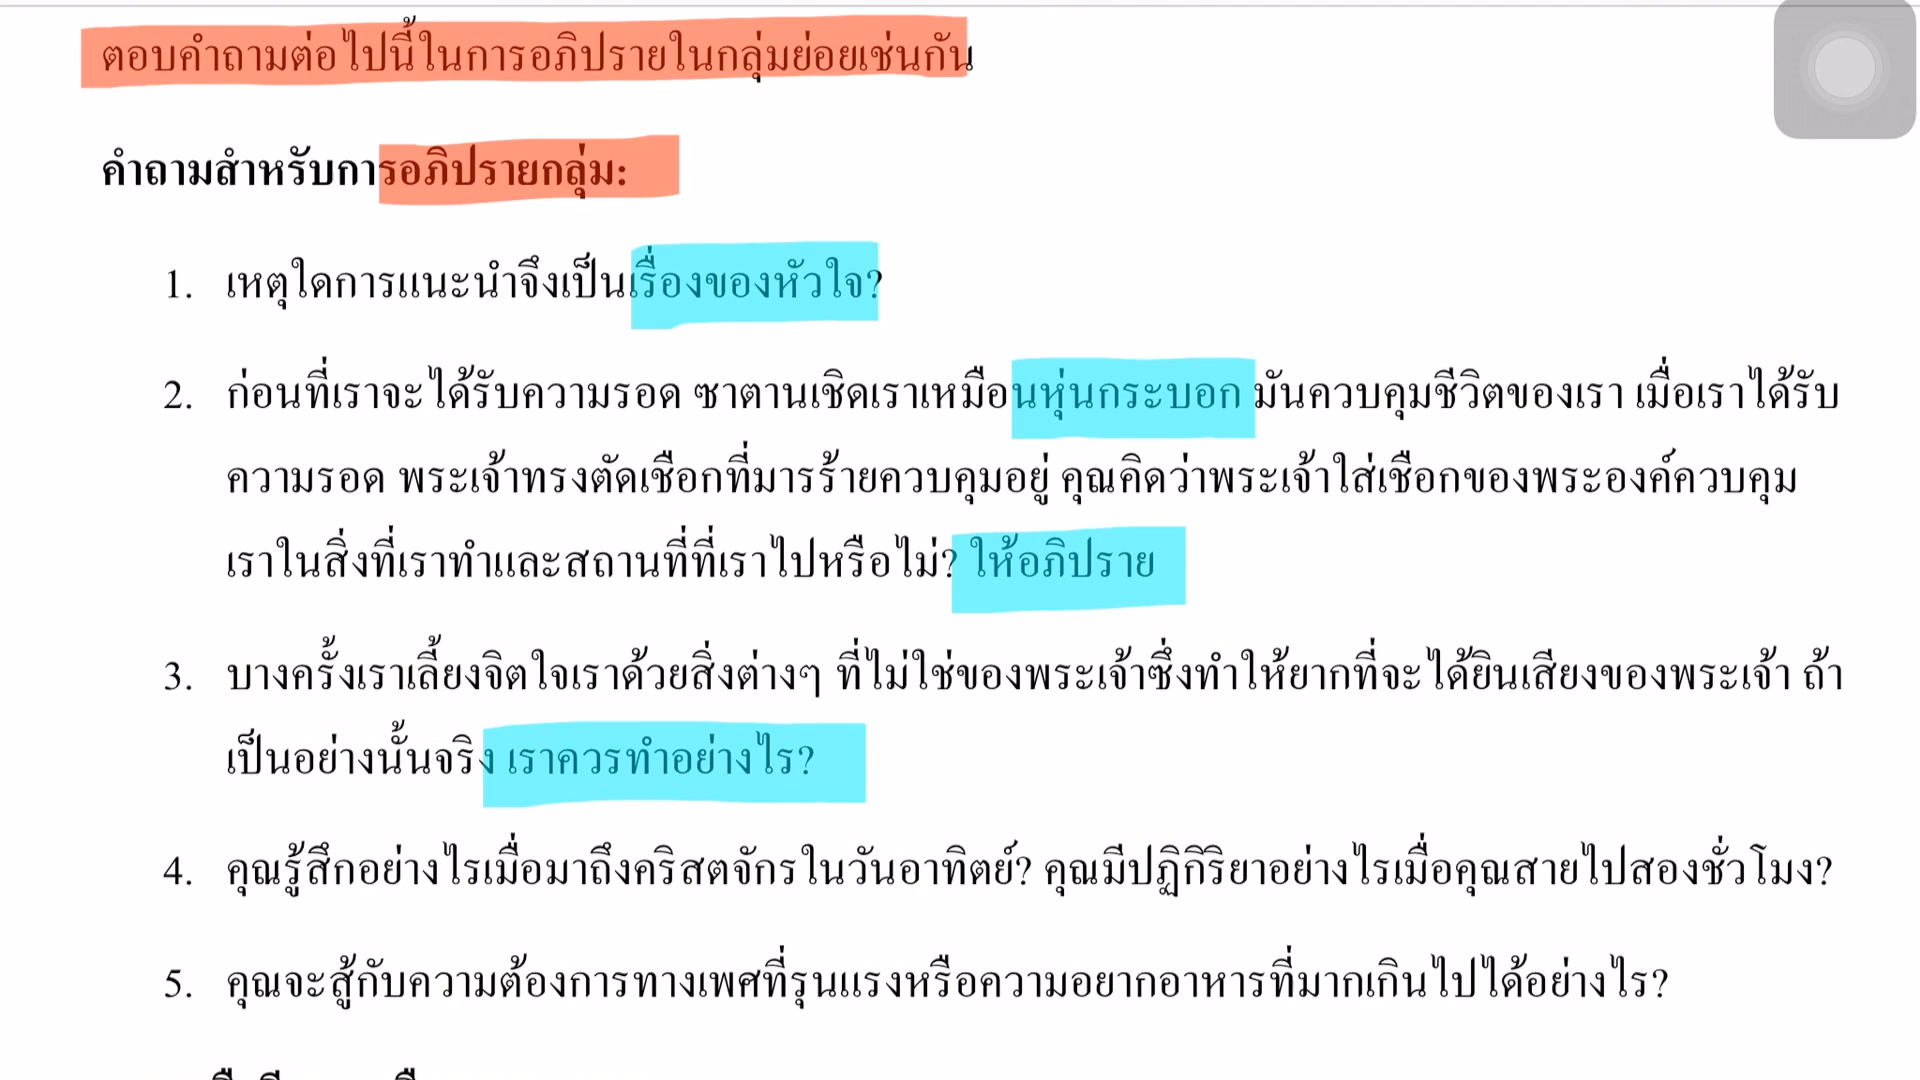 ตอบคำถามต่อไปนี้ในการอภิปรายในกลุ่มย่อยเช่นกัน
คำถามสำหรับการอภิปรายกลุ่ม:
1. เหตุใดการแนะนำจึงเป็นเรื่องของหัวใจ?
2. ก่อนที่เราจะได้รับความรอด ซาตานเชิดเราเหมือนหุ่นกระบอก มันควบคุมชีวิตของเรา เมื่อเราได้รับ
ความรอด พระเจ้าทรงตัดเชือกที่มารร้ายควบคุมอยู่ คุณคิดว่าพระเจ้าใส่เชือกของพระองค์ควบคุม
เราในสิ่งที่เราทำและสถานที่ที่เราไปหรือไม่? ให้อภิปราย
3. บางครั้งเราเลี้ยงจิตใจเราด้วยสิ่งต่างๆ ที่ไม่ใช่ของพระเจ้าซึ่งทำให้ยากที่จะได้ยินเสียงของพระเจ้า ถ้า
เป็นอย่างนั้นจริง เราควรทำอย่างไร?
4. คุณรู้สึกอย่างไรเมื่อมาถึงคริสตจักรในวันอาทิตย์? คุณมีปฏิกิริยาอย่างไรเมื่อคุณสายไปสองชั่วโมง?
5. คุณจะสู้กับความต้องการทางเพศที่รุนแรงหรือความอยากอาหารที่มากเกินไปได้อย่างไร?